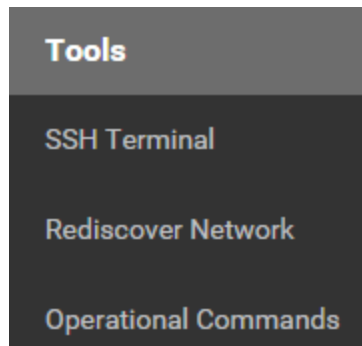 Tools
SSH Terminal
Rediscover Network
Operational Commands